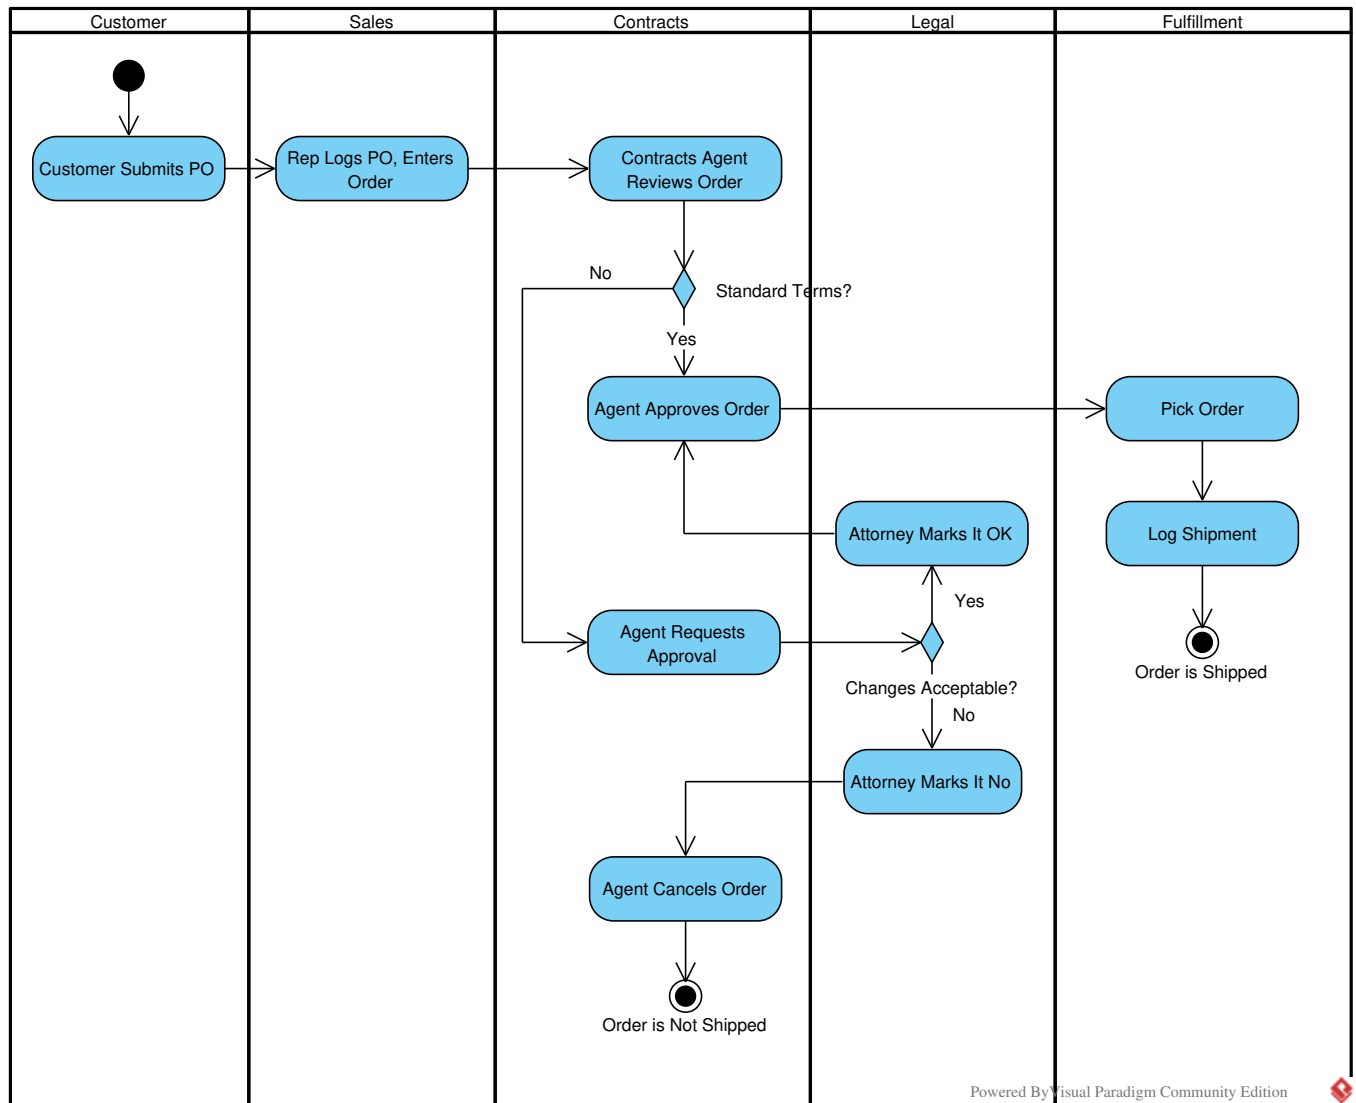 Customer
Sales
Contracts
Legal
Fulfillment
Customer Submits PO
Rep Logs PO, Enters
Order
Contracts Agent
Reviews Order
No
Standard Terms?
Yes
Agent Approves Order
Pick Order
Attorney Marks It OK
Log Shipment
Yes
Agent Requests
Approval
Order is Shipped
Changes Acceptable?
No
Attorney Marks It No
Agent Cancels Order
Order is Not Shipped
Powered By Visual Paradigm Community Edition